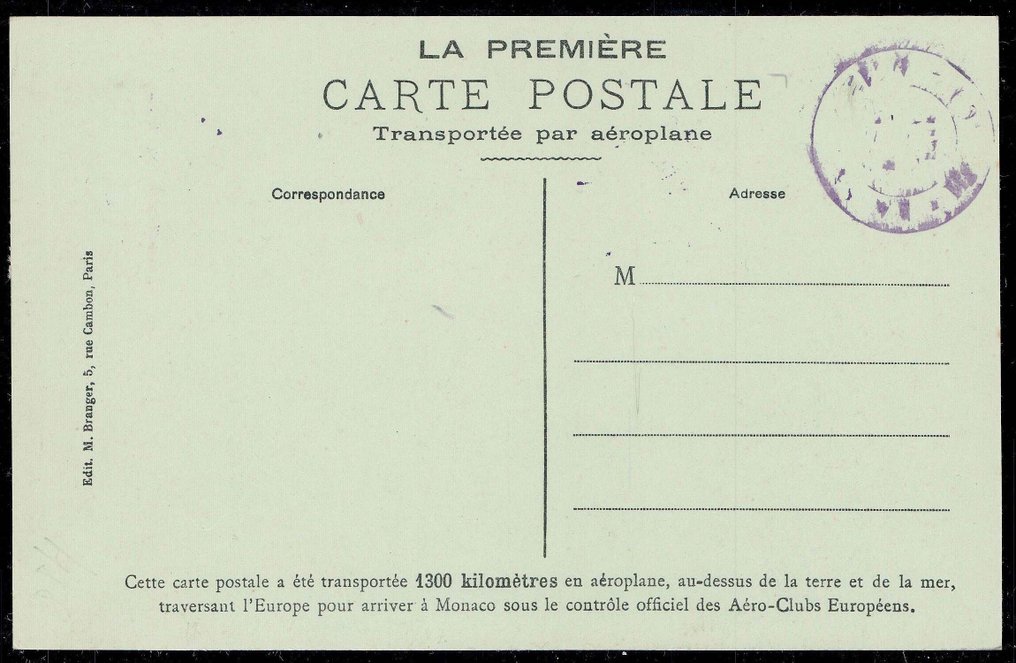 LA PREMIÈRE
CARTE POSTALE
Transportée par aéroplane
Correspondance
Adresse
M
Edit. M. Branger, 5, rue Cambon, Paris
Cette carte postale a été transportée 1300 kilomètres en aéroplane, au-dessus de la terre et de la mer,
traversant l'Europe pour arriver à Monaco sous le contrôle officiel des Aéro-Clubs Européens.